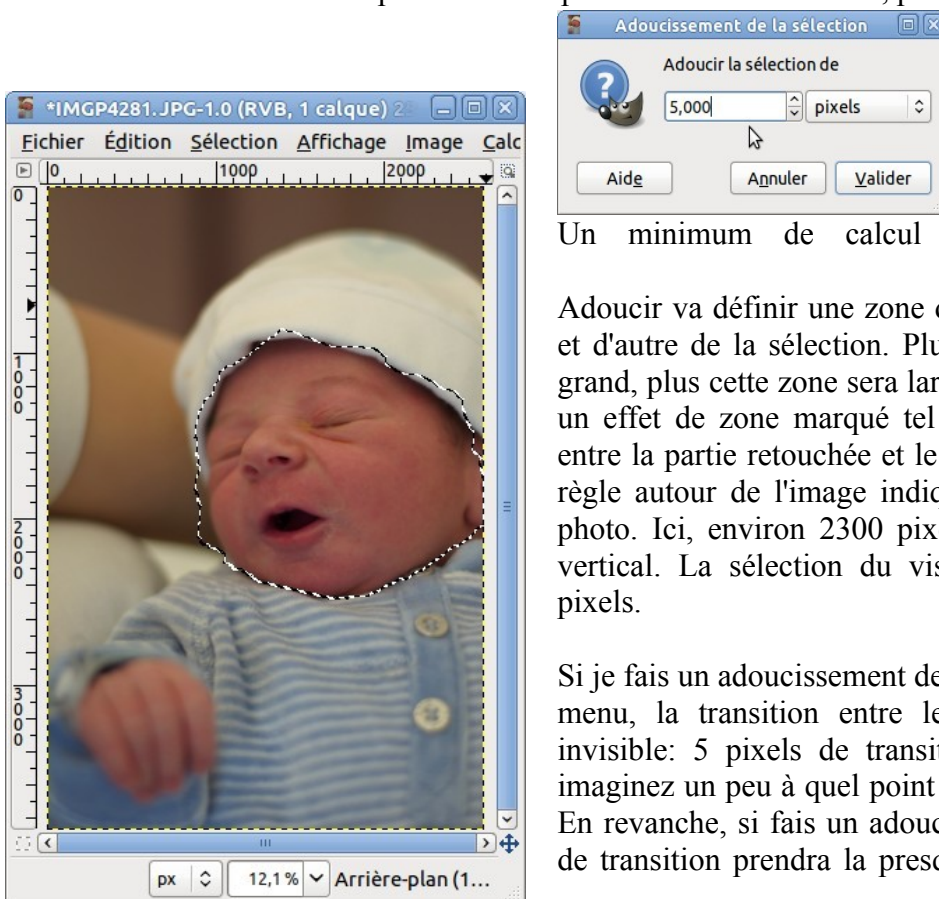 Adoucissement de la sélection
Adoucir la sélection de
5,000 pixels
Aide Annuler Valider
*IMGP4281.JPG-1.0 (RVB, 1 calque)
Fichier Édition Sélection Affichage Image Calc
0 1000 2000
0
1000
2000
3000
px 12,1 % Arrière-plan (1...
Un minimum de calcul
Adoucir va définir une zone
et d'autre de la sélection. Plu
grand, plus cette zone sera lar
un effet de zone marqué tel
entre la partie retouchée et le
règle autour de l'image indiq
photo. Ici, environ 2300 pix
vertical. La sélection du vis
pixels.
Si je fais un adoucissement de
menu, la transition entre le
invisible: 5 pixels de transit
imaginez un peu à quel point
En revanche, si fais un adouc
de transition prendra la presq